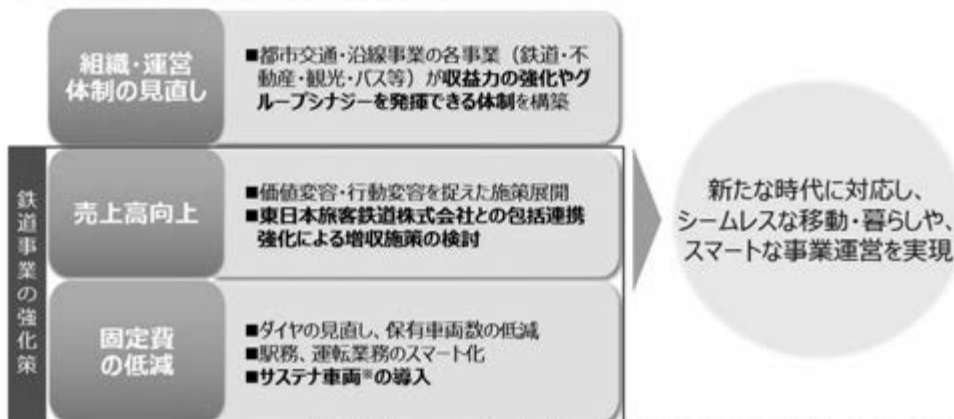 組織・運営
体制の見直し
■都市交通・沿線事業の各事業（鉄道・不
動産・観光・バス等）が収益力の強化やグ
ループシナジーを発揮できる体制を構築
鉄道事業の強化策
売上高向上
■価値変容・行動変容を捉えた施策展開
■東日本旅客鉄道株式会社との包括連携
強化による増収施策の検討
固定費
の低減
■ダイヤの見直し、保有車両数の低減
■駅務、運転業務のスマート化
■サステナ車両※の導入
新たな時代に対応し、
シームレスな移動・暮らしや、
スマートな事業運営を実現